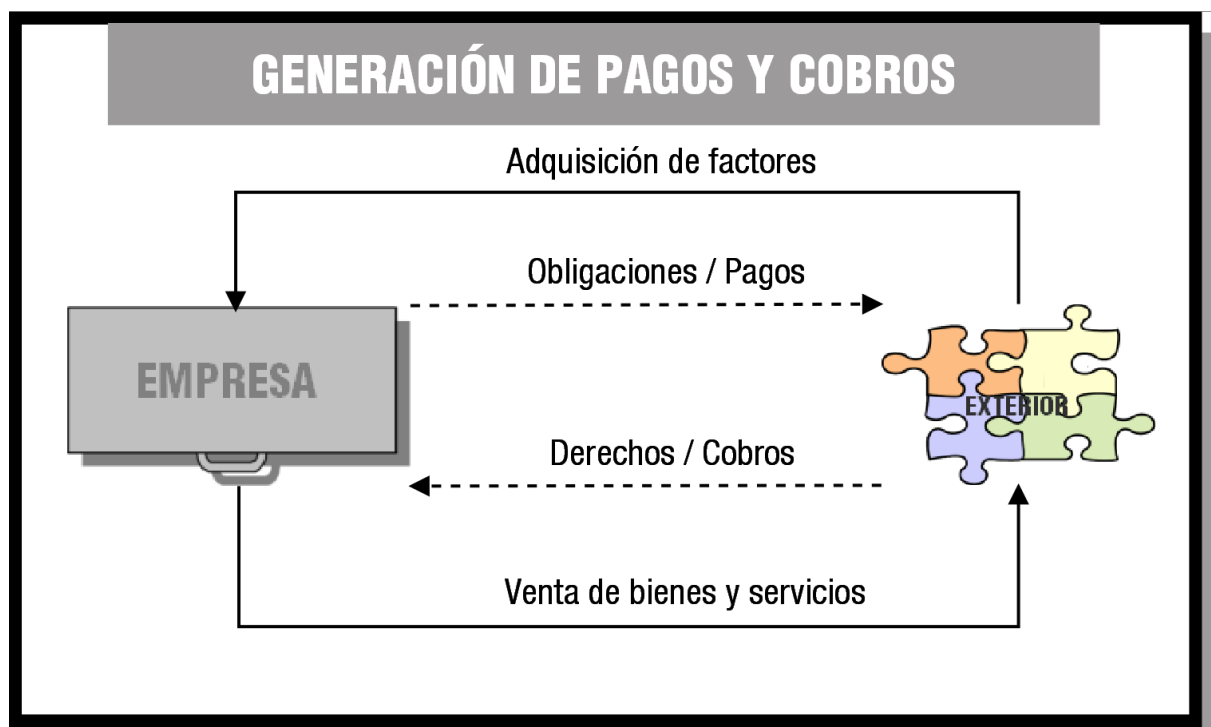 GENERACIÓN DE PAGOS Y COBROS
Adquisición de factores
Obligaciones / Pagos
EMPRESA
EXTERIOR
Derechos / Cobros
Venta de bienes y servicios